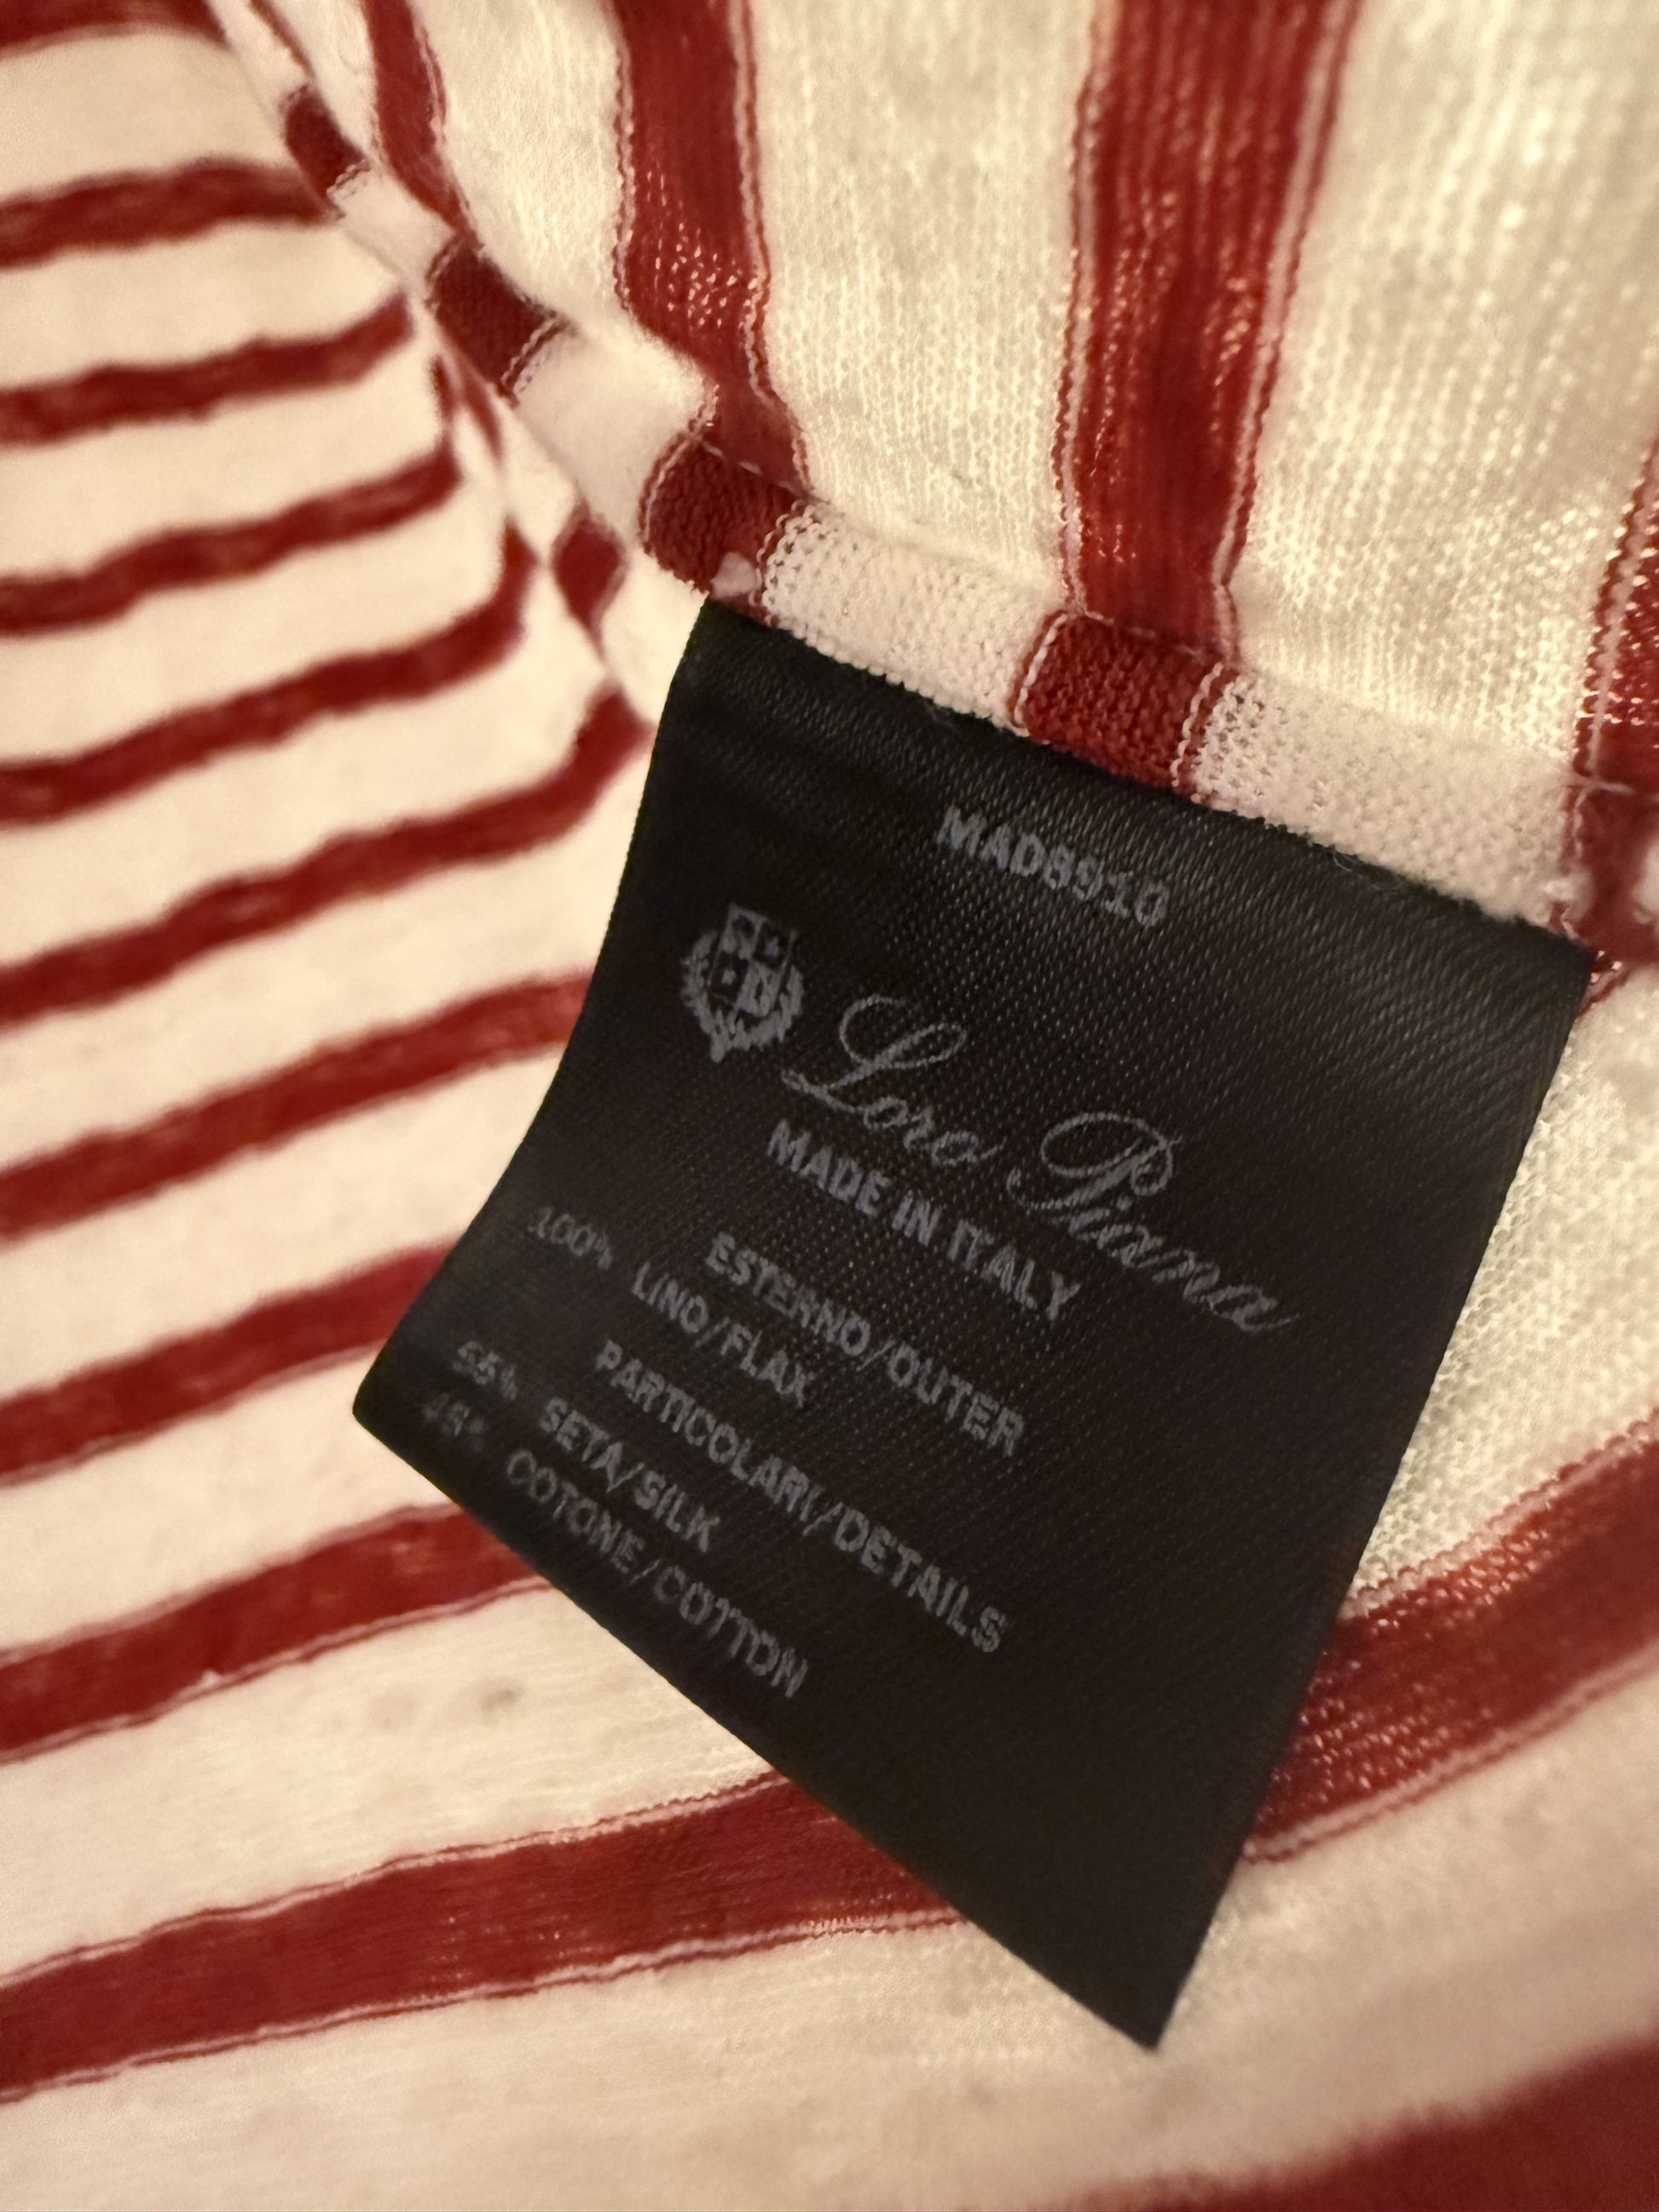 MAD8910
Loro Piana
MADE IN ITALY
ESTERNO/OUTER
100% LINO/FLAX
PARTICOLARI/DETAILS
55% SETA/SILK
45% COTONE/COTTON